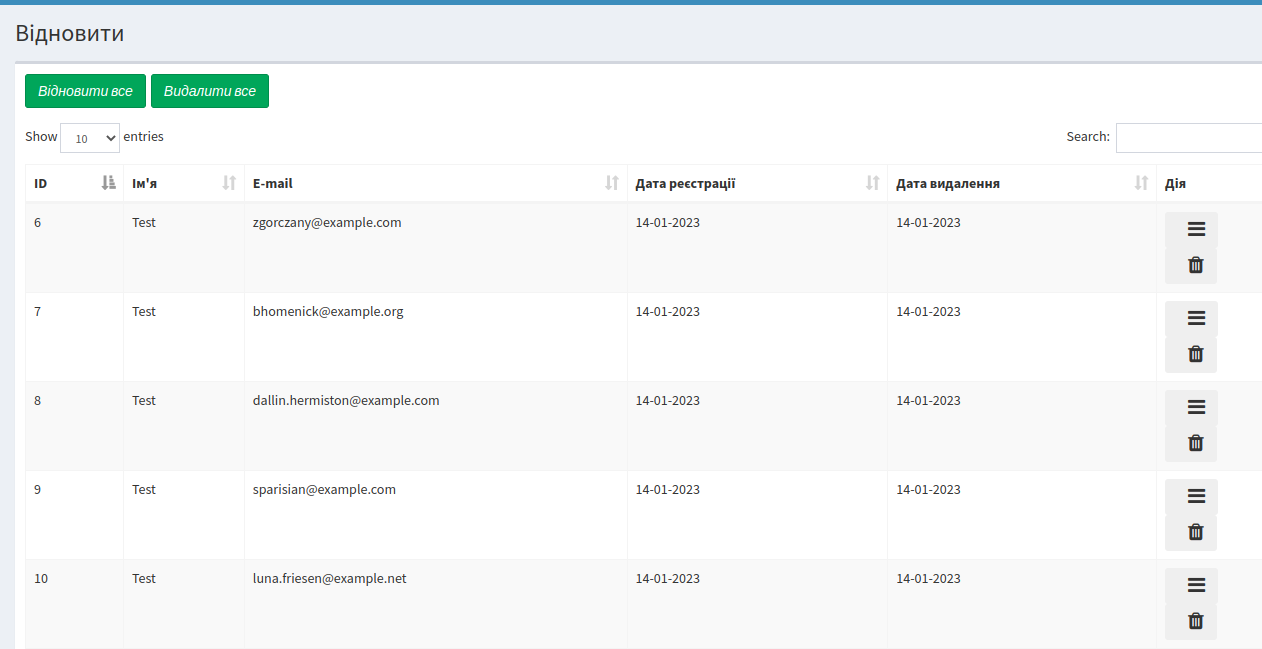 Відновити
Відновити все Видалити все
Show 10 entries Search:
ID Ім'я E-mail Дата реєстрації Дата видалення Дія
6 Test zgorczany@example.com 14-01-2023 14-01-2023
7 Test bhomenick@example.org 14-01-2023 14-01-2023
8 Test dallin.hermiston@example.com 14-01-2023 14-01-2023
9 Test sparisian@example.com 14-01-2023 14-01-2023
10 Test luna.friesen@example.net 14-01-2023 14-01-2023